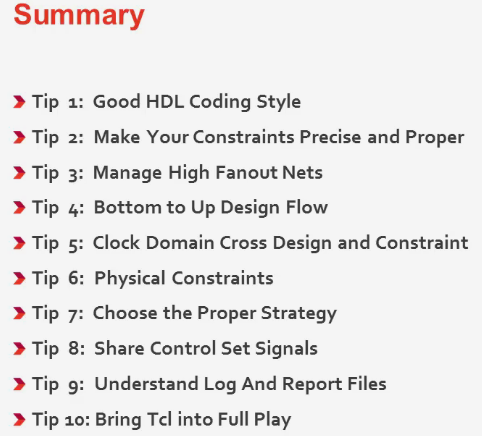 Summary
Tip 1: Good HDL Coding Style
Tip 2: Make Your Constraints Precise and Proper
Tip 3: Manage High Fanout Nets
Tip 4: Bottom to Up Design Flow
Tip 5: Clock Domain Cross Design and Constraint
Tip 6: Physical Constraints
Tip 7: Choose the Proper Strategy
Tip 8: Share Control Set Signals
Tip 9: Understand Log And Report Files
Tip 10: Bring Tcl into Full Play